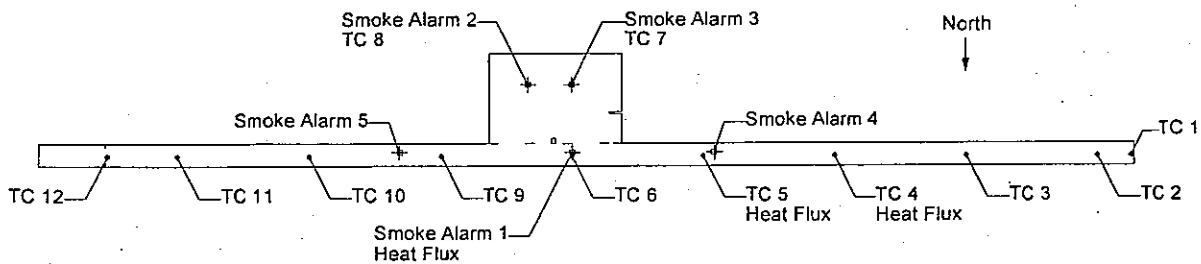 Smoke Alarm 2
TC 8
Smoke Alarm 3
TC 7
North
Smoke Alarm 5
Smoke Alarm 4
TC 1
TC 12
TC 11
TC 10
TC 9
TC 6
TC 5
Heat Flux
TC 4
Heat Flux
TC 3
TC 2
Smoke Alarm 1
Heat Flux